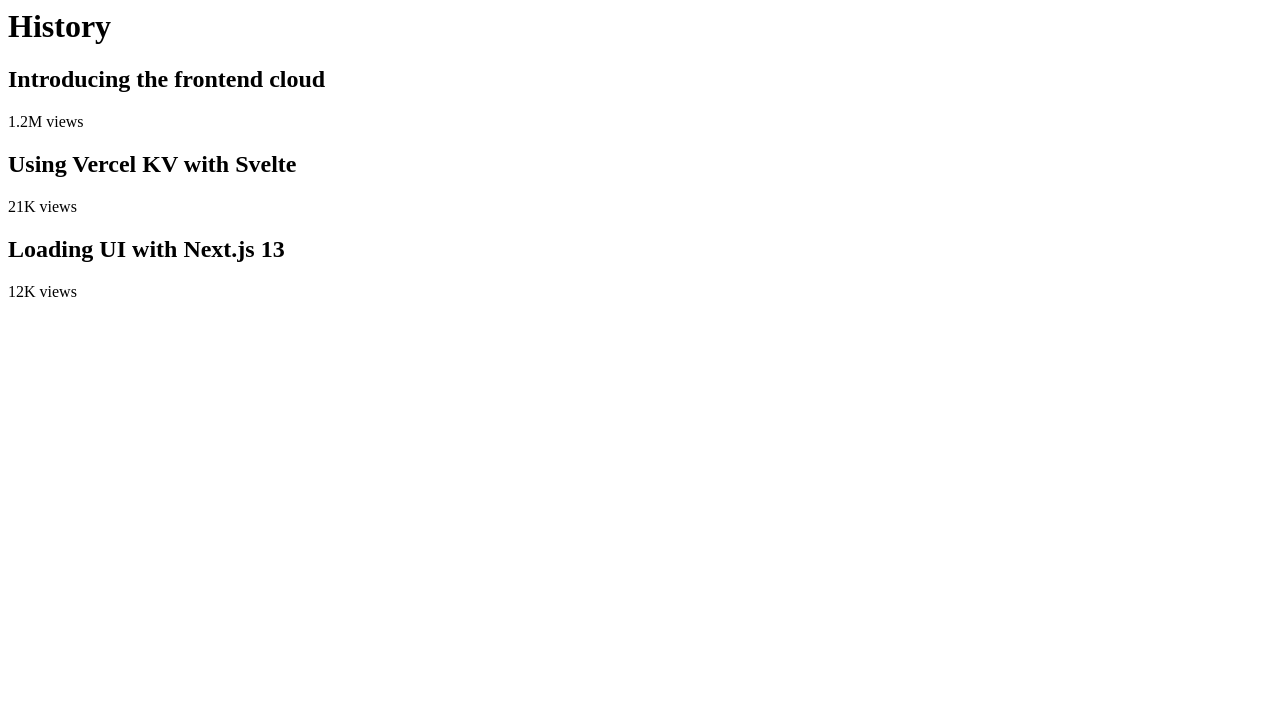 History
Introducing the frontend cloud
1.2M views
Using Vercel KV with Svelte
21K views
Loading UI with Next.js 13
12K views